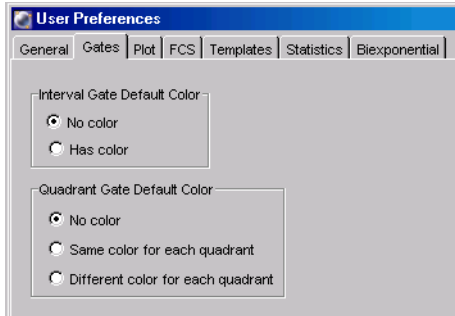 User Preferences
General Gates Plot FCS Templates Statistics Biexponential
Interval Gate Default Color
No color
Has color
Quadrant Gate Default Color
No color
Same color for each quadrant
Different color for each quadrant